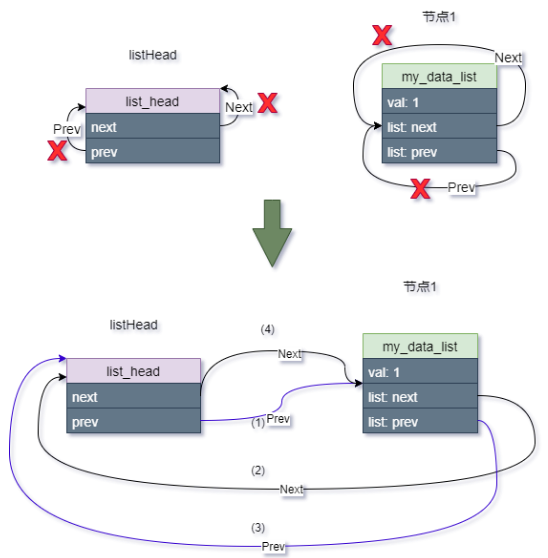 节点1
listHead
Next
my_data_list
list_head
val: 1
Next
Prev
next
list: next
prev
list: prev
Prev
节点1
listHead
(4)
my_data_list
Next
list_head
val: 1
next
list: next
prev
(1)
Prev
list: prev
(2)
Next
(3)
Prev